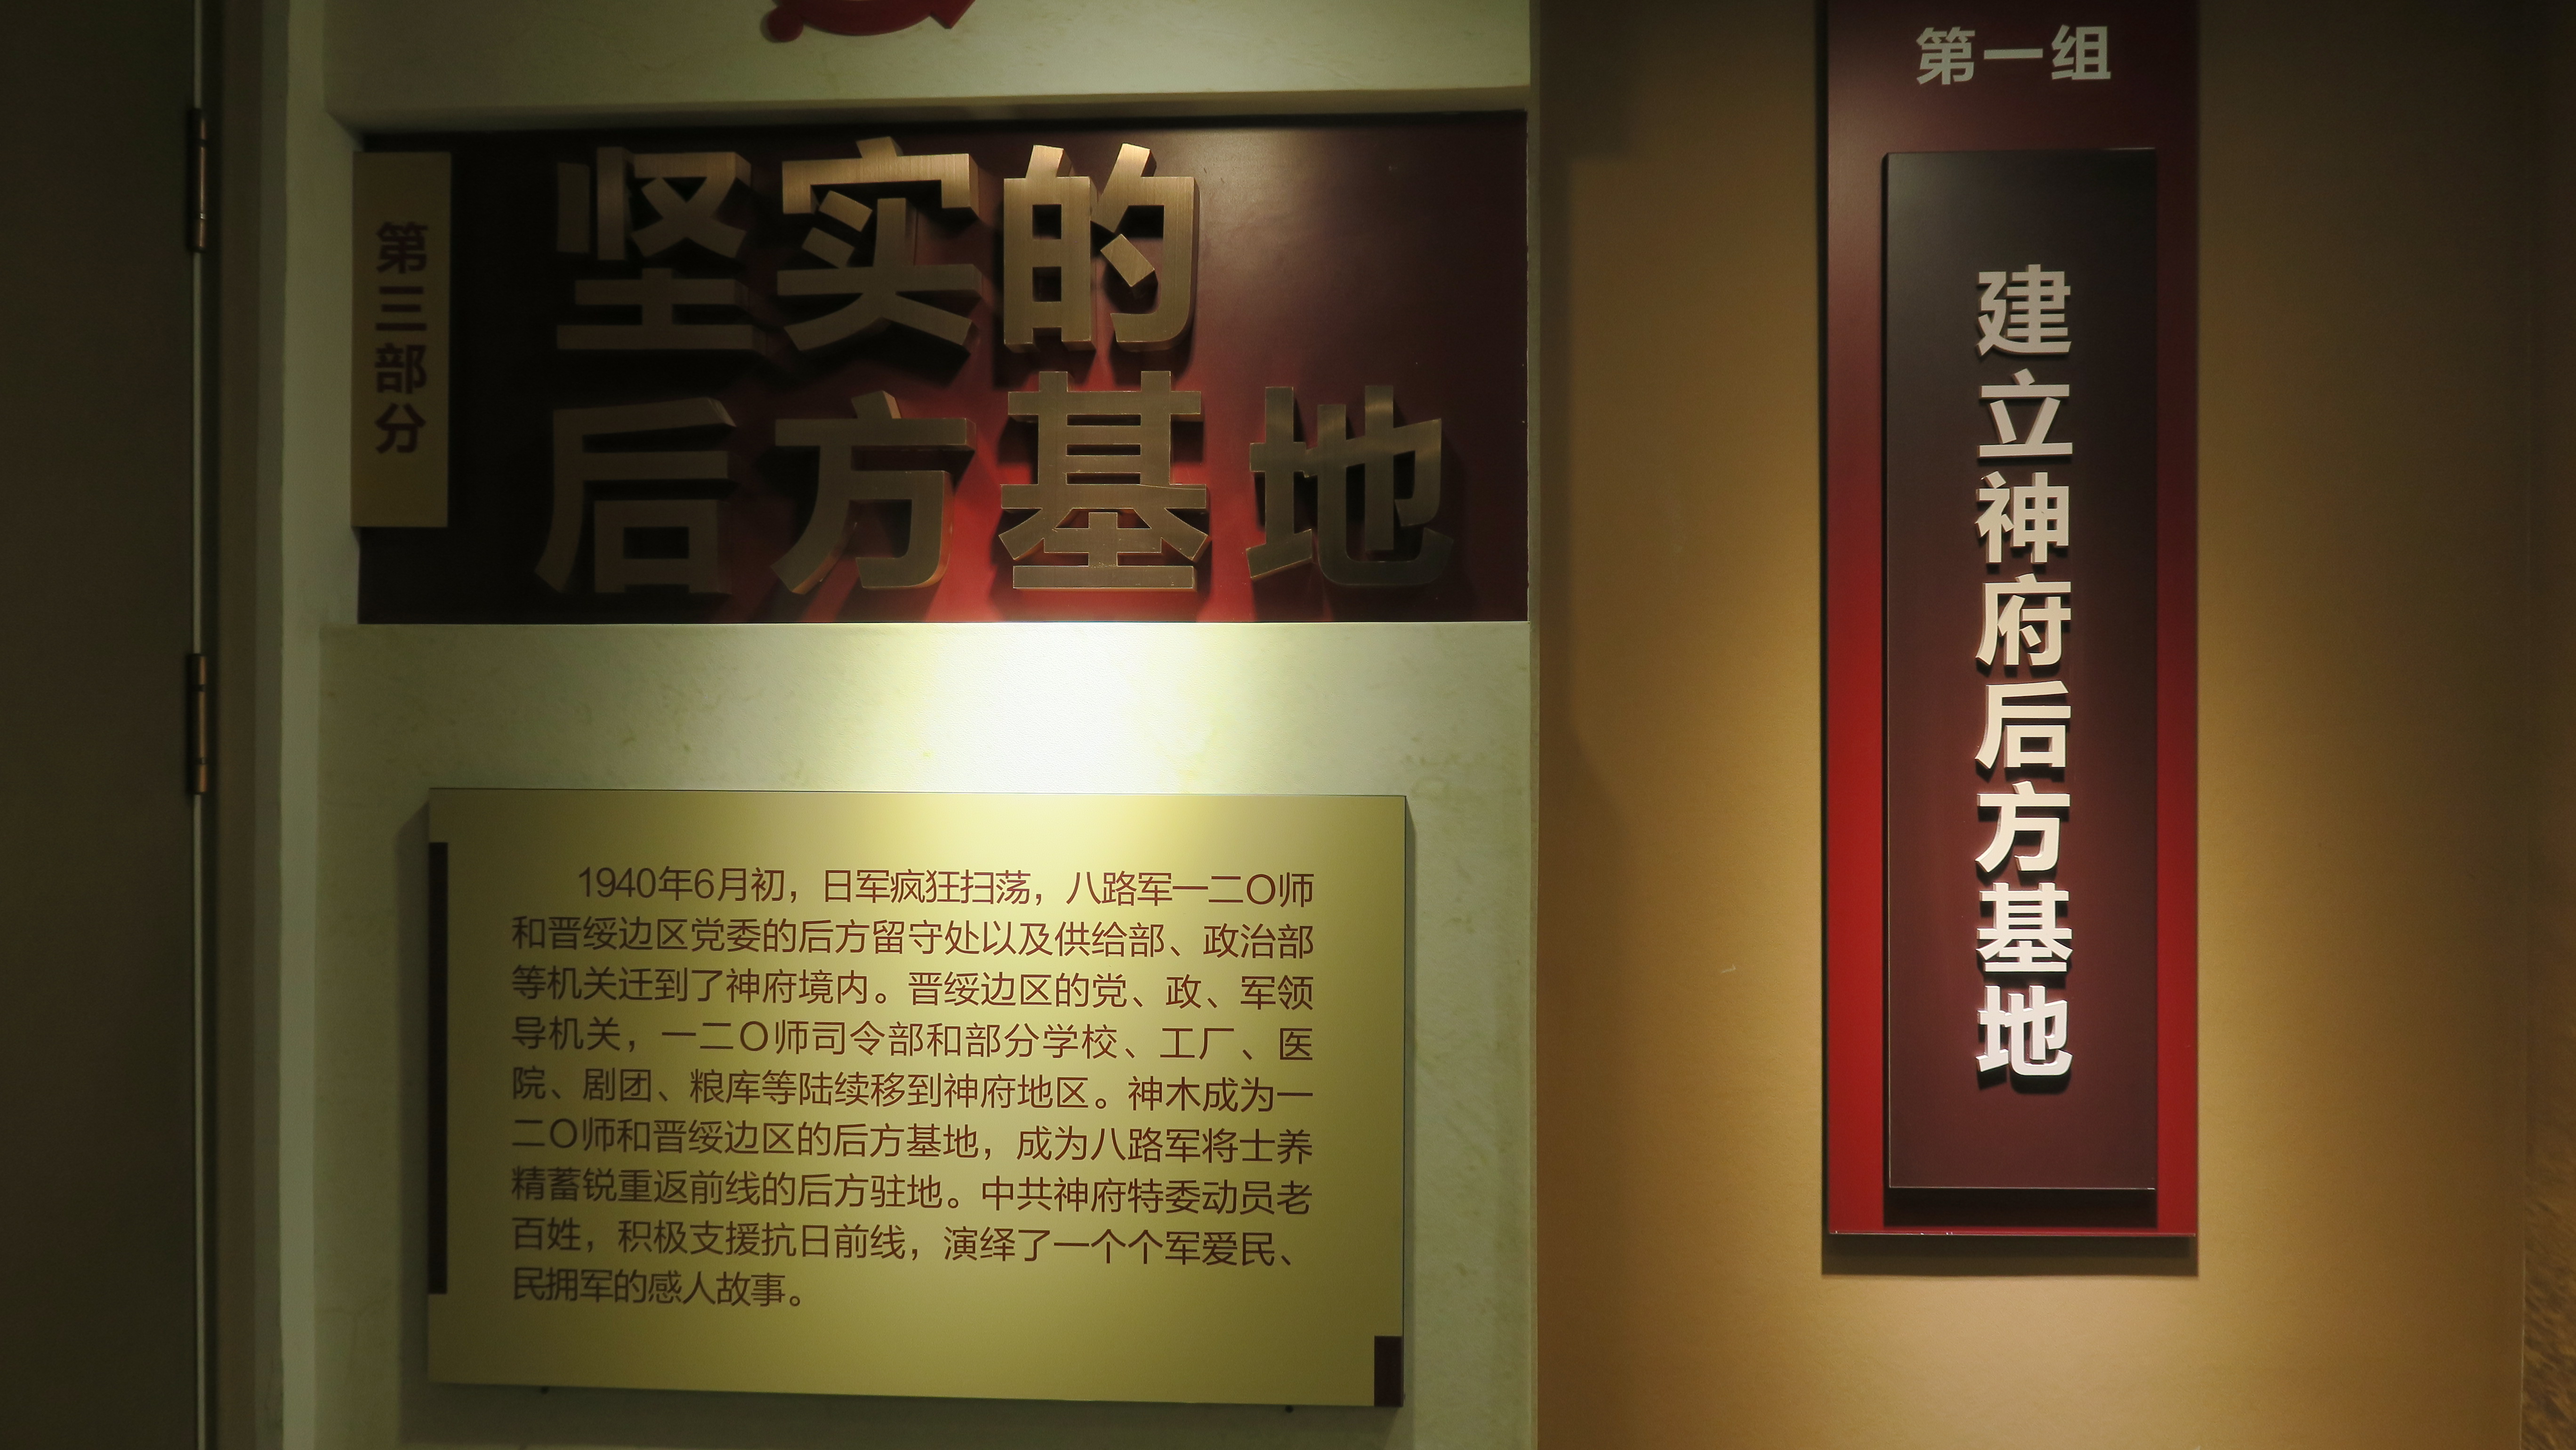 第三部分
坚实的
后方基地
1940年6月初，日军疯狂扫荡，八路军一二〇师
和晋绥边区党委的后方留守处以及供给部、政治部
等机关迁到了神府境内。晋绥边区的党、政、军领
导机关，一二〇师司令部和部分学校、工厂、医
院、剧团、粮库等陆续移到神府地区。神木成为一
二〇师和晋绥边区的后方基地，成为八路军将士养
精蓄锐重返前线的后方驻地。中共神府特委动员老
百姓，积极支援抗日前线，演绎了一个个军爱民、
民拥军的感人故事。
第一组
建立神府后方基地